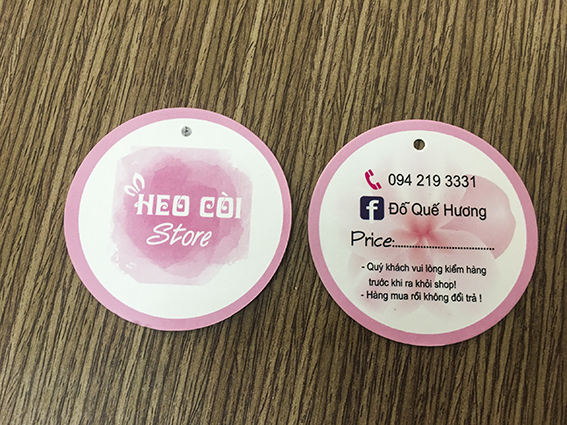 HEO CÒI
Store
094 219 3331
f Đỗ Quế Hương
Price:.................................
- Quý khách vui lòng kiểm hàng
trước khi ra khỏi shop!
- Hàng mua rồi không đổi trả !